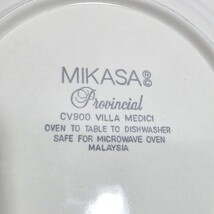 MIKASA®
Provincial
CV900 VILLA MEDICI
OVEN TO TABLE TO DISHWASHER
SAFE FOR MICROWAVE OVEN
MALAYSIA